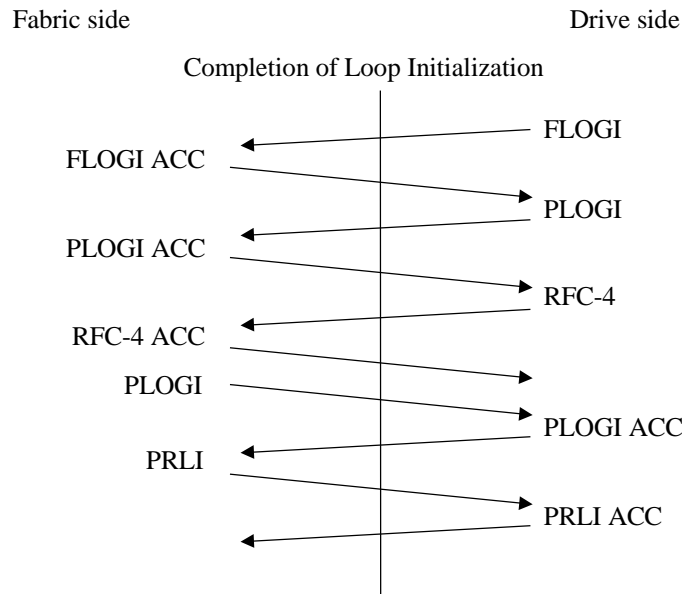 Fabric side
Drive side
Completion of Loop Initialization
FLOGI
FLOGI ACC
PLOGI
PLOGI ACC
RFC-4
RFC-4 ACC
PLOGI
PLOGI ACC
PRLI
PRLI ACC